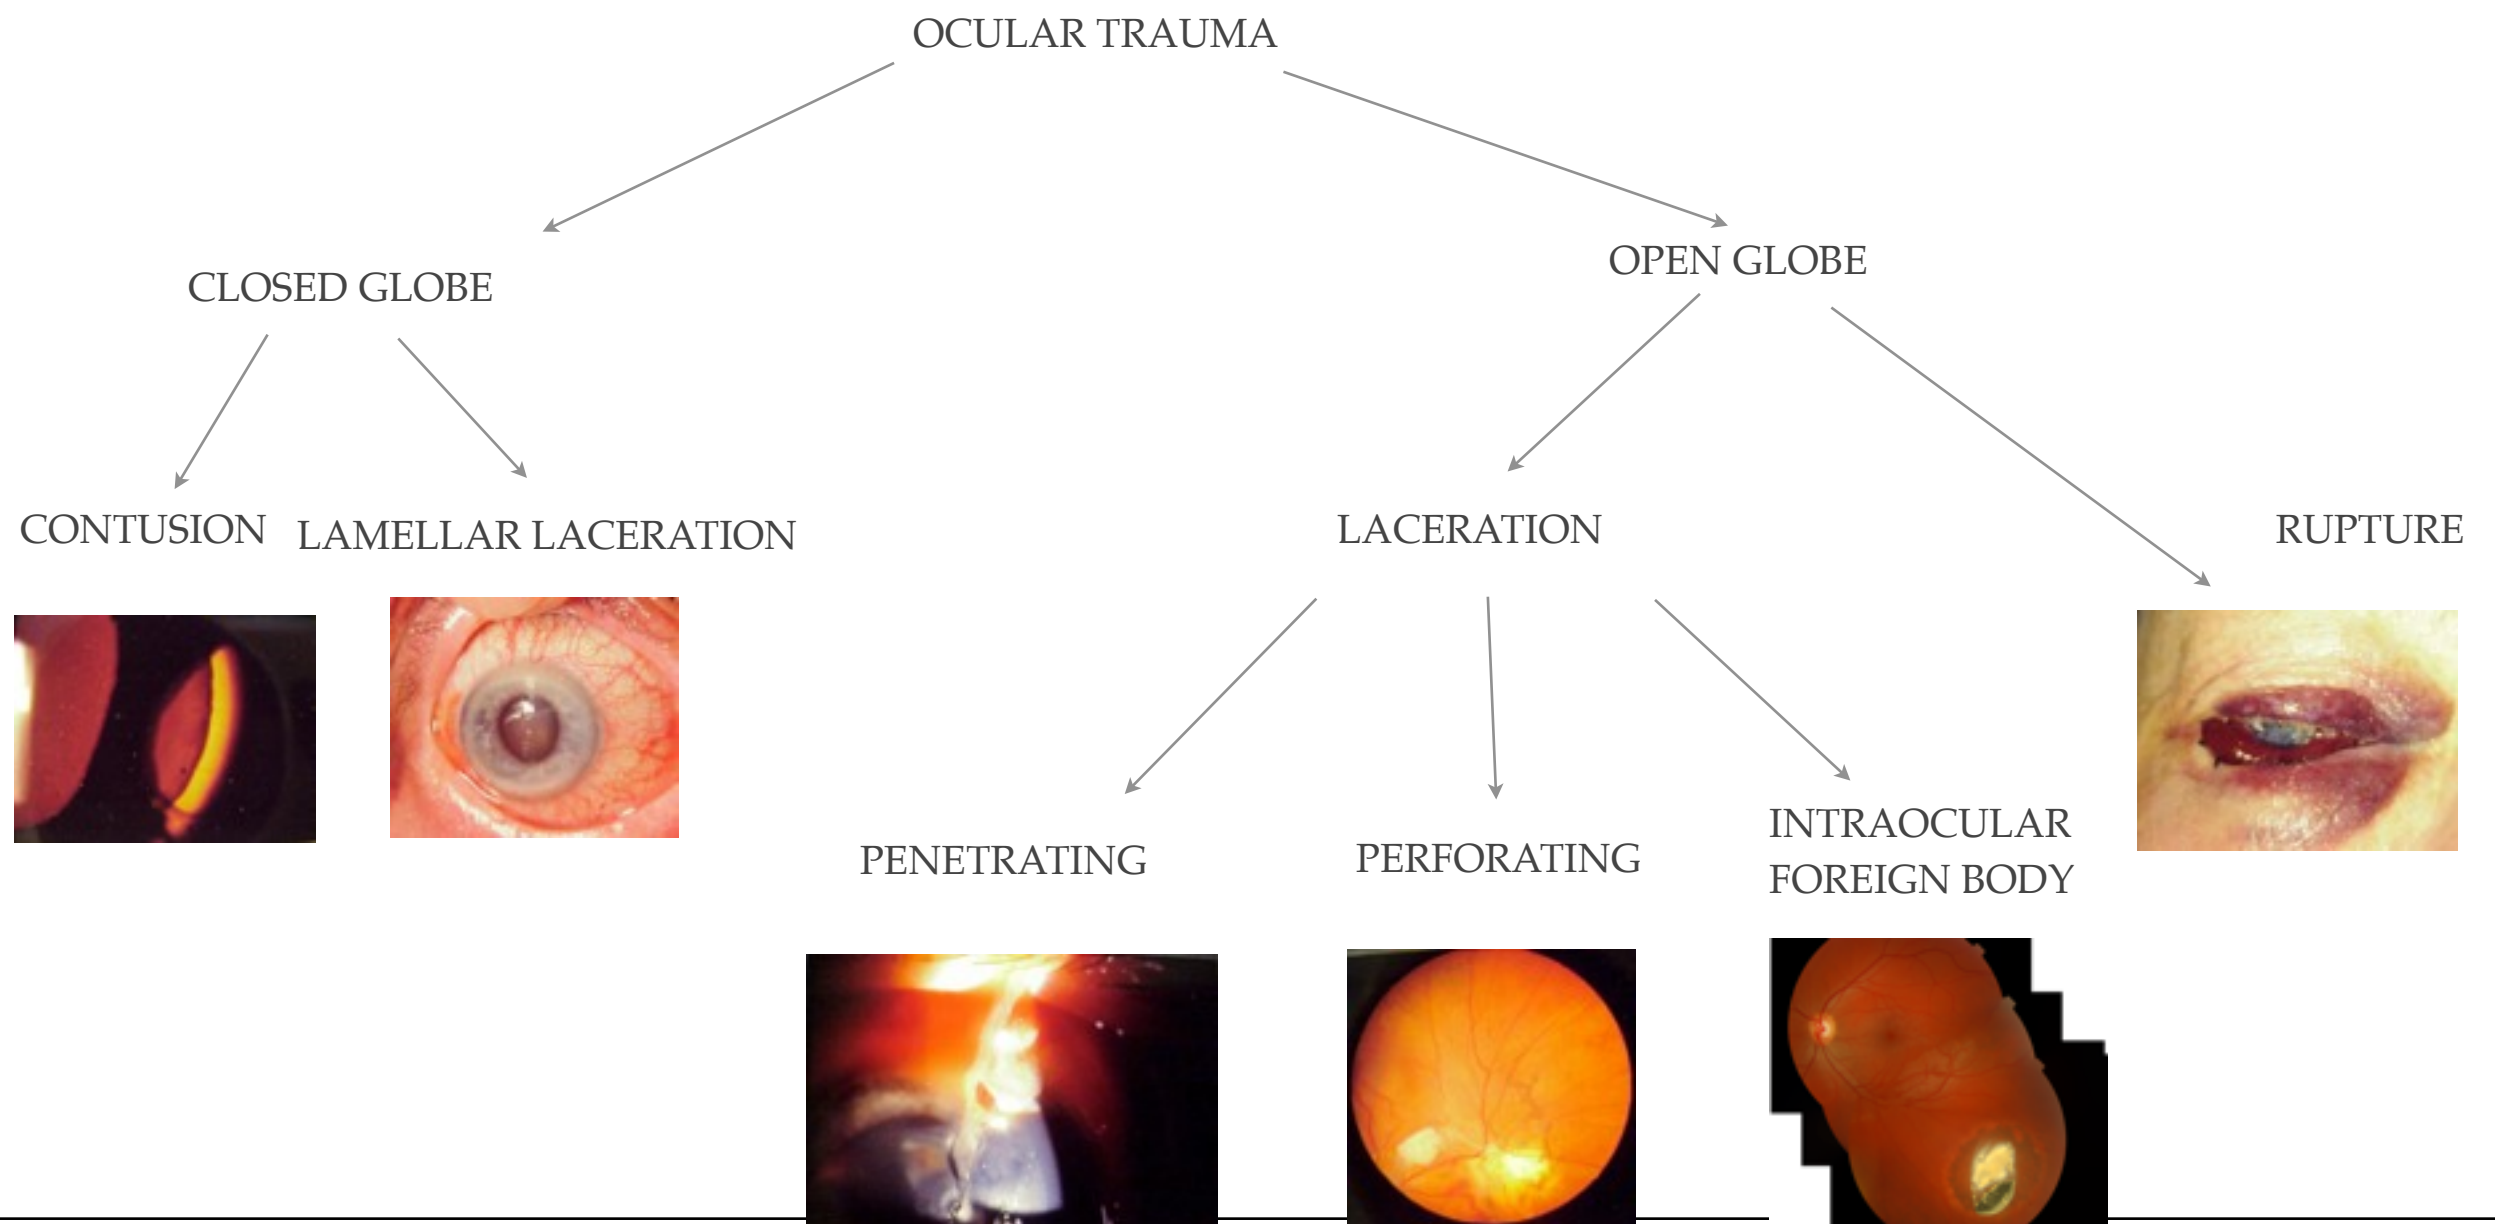 OCULAR TRAUMA
CLOSED GLOBE
OPEN GLOBE
CONTUSION
LAMELLAR LACERATION
LACERATION
RUPTURE
PENETRATING
PERFORATING
INTRAOCULAR
FOREIGN BODY